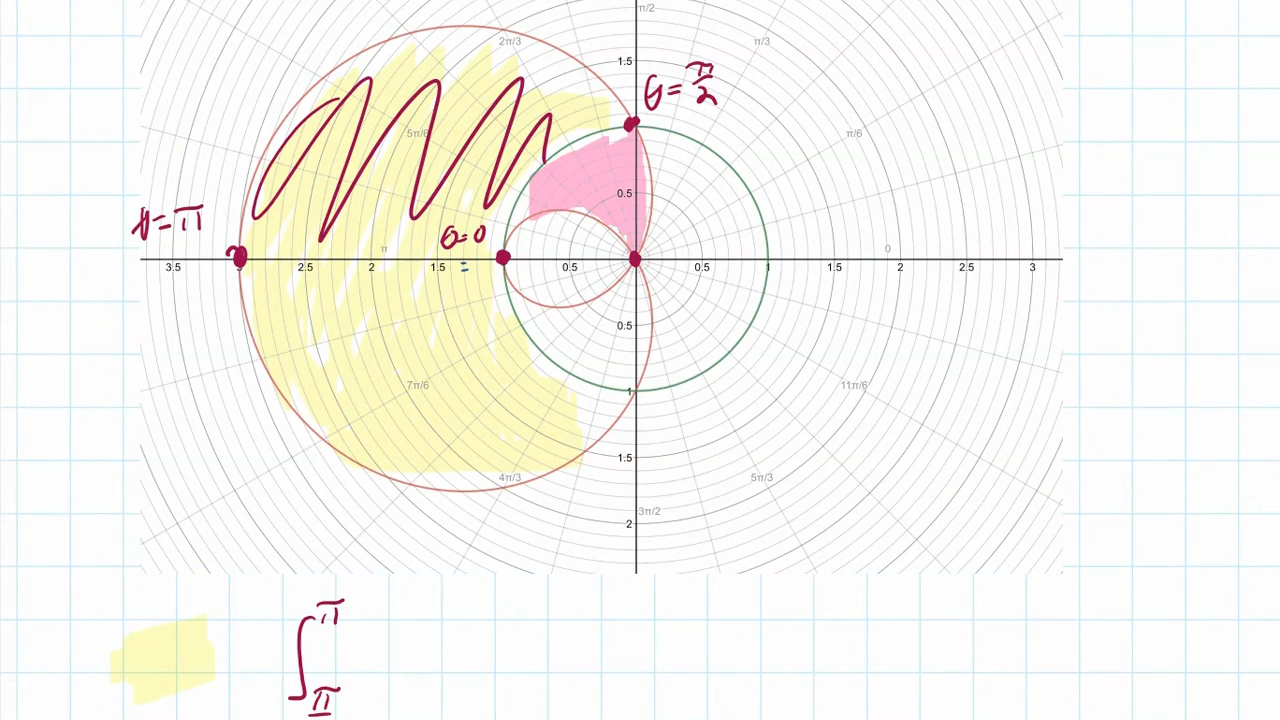 π/2
2π/3
π/3
1.5
θ = π/2
5π/6
π/6
0.5
θ = π
θ = 0
π
0
3.5 3 2.5 2 1.5 0.5 0.5 1 1.5 2 2.5 3
0.5
7π/6
11π/6
1
1.5
4π/3
5π/3
3π/2
2
∫ π
π